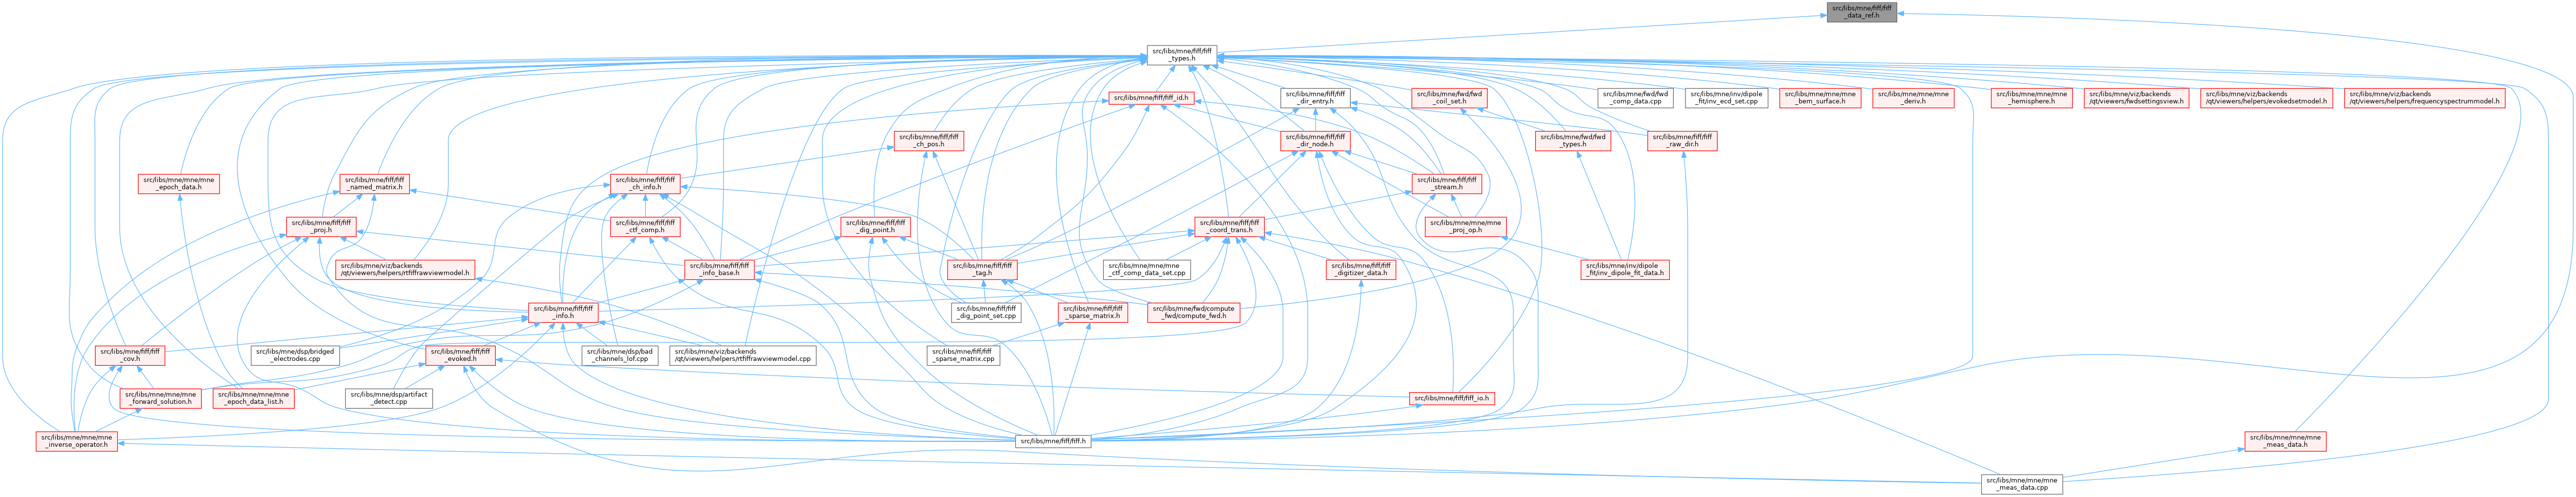 src/libs/mne/fiff/fiff
_data_ref.h
src/libs/mne/fiff/fiff
_types.h
src/libs/mne/fiff/fiff_id.h
src/libs/mne/fiff/fiff
_dir_entry.h
src/libs/mne/fwd/fwd
_coil_set.h
src/libs/mne/fwd/fwd
_comp_data.cpp
src/libs/mne/inv/dipole
_fit/inv_ecd_set.cpp
src/libs/mne/mne/mne
_bem_surface.h
src/libs/mne/mne/mne
_deriv.h
src/libs/mne/mne/mne
_hemisphere.h
src/libs/mne/viz/backends
/qt/viewers/fwdsettingsview.h
src/libs/mne/viz/backends
/qt/viewers/helpers/evokedsetmodel.h
src/libs/mne/viz/backends
/qt/viewers/helpers/frequencyspectrummodel.h
src/libs/mne/fiff/fiff
_ch_pos.h
src/libs/mne/fiff/fiff
_dir_node.h
src/libs/mne/fwd/fwd
_types.h
src/libs/mne/fiff/fiff
_raw_dir.h
src/libs/mne/mne/mne
_epoch_data.h
src/libs/mne/fiff/fiff
_named_matrix.h
src/libs/mne/fiff/fiff
_ch_info.h
src/libs/mne/fiff/fiff
_stream.h
src/libs/mne/fiff/fiff
_proj.h
src/libs/mne/fiff/fiff
_ctf_comp.h
src/libs/mne/fiff/fiff
_dig_point.h
src/libs/mne/fiff/fiff
_coord_trans.h
src/libs/mne/mne/mne
_proj_op.h
src/libs/mne/viz/backends
/qt/viewers/helpers/rtfiffrawviewmodel.h
src/libs/mne/fiff/fiff
_info_base.h
src/libs/mne/fiff/fiff
_tag.h
src/libs/mne/mne/mne
_ctf_comp_data_set.cpp
src/libs/mne/fiff/fiff
_digitizer_data.h
src/libs/mne/inv/dipole
_fit/inv_dipole_fit_data.h
src/libs/mne/fiff/fiff
_info.h
src/libs/mne/fiff/fiff
_dig_point_set.cpp
src/libs/mne/fiff/fiff
_sparse_matrix.h
src/libs/mne/fwd/compute
_fwd/compute_fwd.h
src/libs/mne/fiff/fiff
_cov.h
src/libs/mne/dsp/bridged
_electrodes.cpp
src/libs/mne/fiff/fiff
_evoked.h
src/libs/mne/dsp/bad
_channels_lof.cpp
src/libs/mne/viz/backends
/qt/viewers/helpers/rtfiffrawviewmodel.cpp
src/libs/mne/fiff/fiff
_sparse_matrix.cpp
src/libs/mne/mne/mne
_forward_solution.h
src/libs/mne/mne/mne
_epoch_data_list.h
src/libs/mne/dsp/artifact
_detect.cpp
src/libs/mne/fiff/fiff_io.h
src/libs/mne/mne/mne
_inverse_operator.h
src/libs/mne/fiff/fiff.h
src/libs/mne/mne/mne
_meas_data.h
src/libs/mne/mne/mne
_meas_data.cpp